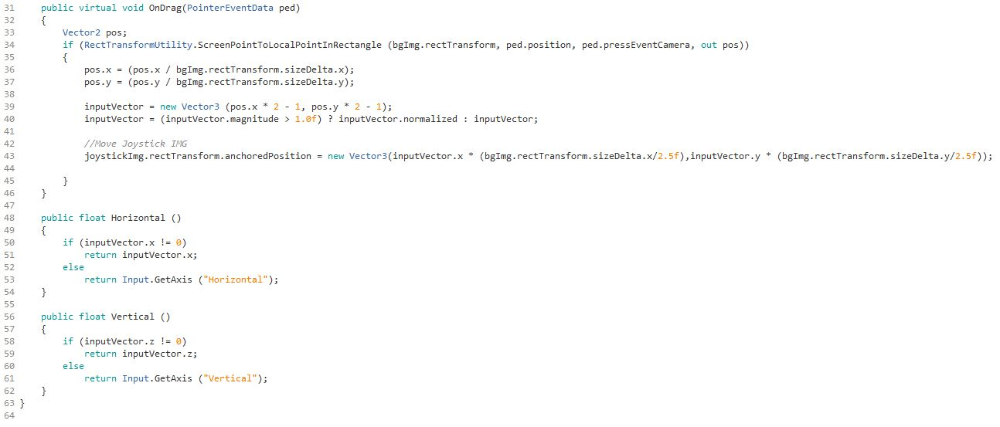 31 public virtual void OnDrag(PointerEventData ped)
32 {
33 Vector2 pos;
34 if (RectTransformUtility.ScreenPointToLocalPointInRectangle (bgImg.rectTransform, ped.position, ped.pressEventCamera, out pos))
35 {
36 pos.x = (pos.x / bgImg.rectTransform.sizeDelta.x);
37 pos.y = (pos.y / bgImg.rectTransform.sizeDelta.y);
38
39 inputVector = new Vector3 (pos.x * 2 - 1, pos.y * 2 - 1);
40 inputVector = (inputVector.magnitude > 1.0f) ? inputVector.normalized : inputVector;
41
42 //Move Joystick IMG
43 joystickImg.rectTransform.anchoredPosition = new Vector3(inputVector.x * (bgImg.rectTransform.sizeDelta.x/2.5f),inputVector.y * (bgImg.rectTransform.sizeDelta.y/2.5f));
44
45 }
46 }
47
48 public float Horizontal ()
49 {
50 if (inputVector.x != 0)
51 return inputVector.x;
52 else
53 return Input.GetAxis ("Horizontal");
54 }
55
56 public float Vertical ()
57 {
58 if (inputVector.z != 0)
59 return inputVector.z;
60 else
61 return Input.GetAxis ("Vertical");
62 }
63 }
64